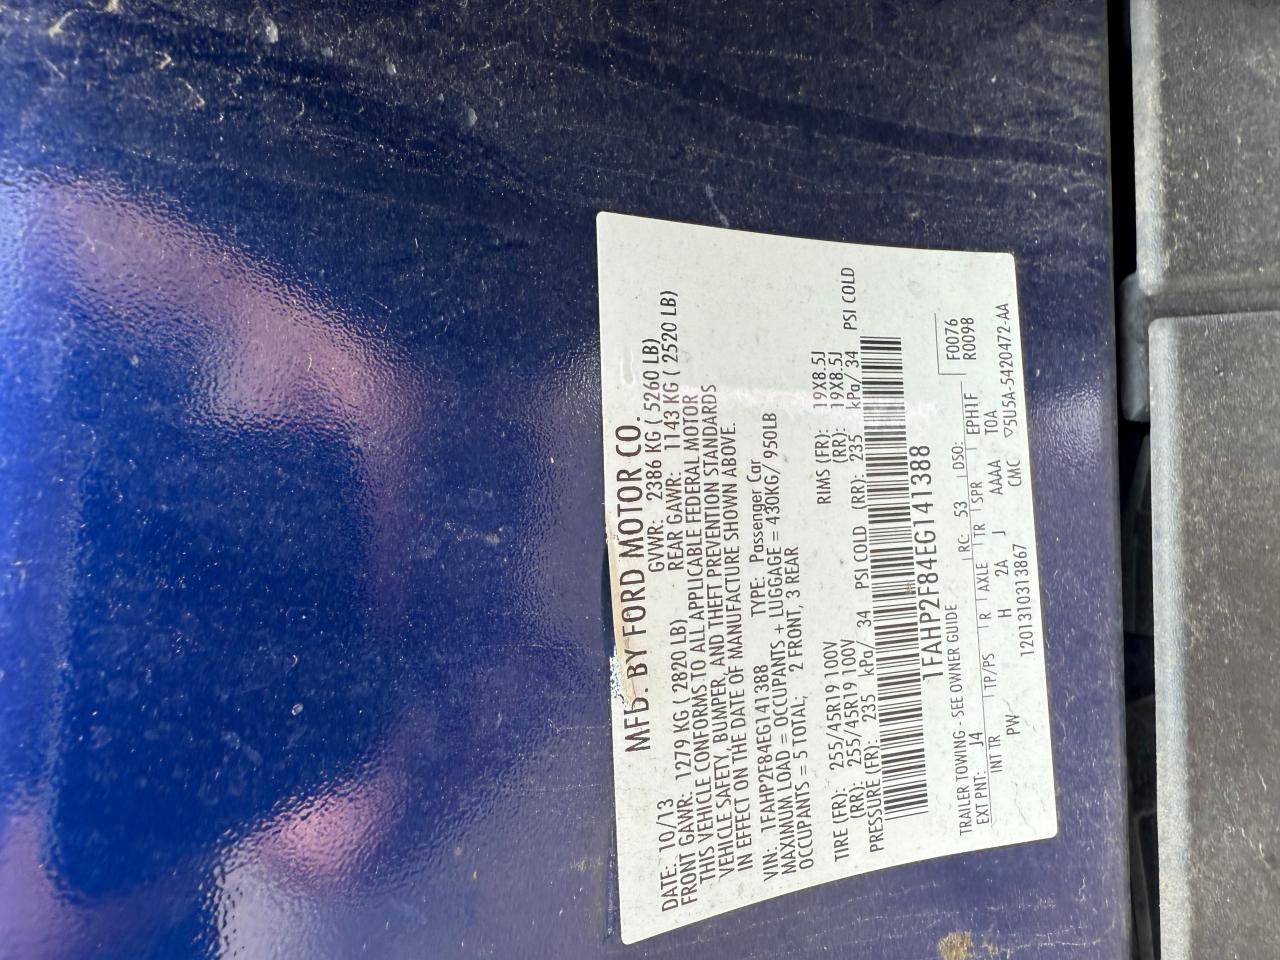 MFD. BY FORD MOTOR CO.
DATE: 10/13 GVWR: 2386 KG ( 5260 LB)
FRONT GAWR: 1279 KG ( 2820 LB) REAR GAWR: 1143 KG ( 2520 LB)
THIS VEHICLE CONFORMS TO ALL APPLICABLE FEDERAL MOTOR
VEHICLE SAFETY, BUMPER, AND THEFT PREVENTION STANDARDS
IN EFFECT ON THE DATE OF MANUFACTURE SHOWN ABOVE.
VIN: 1FAHP2F84EG141388 TYPE: Passenger Car
MAXIMUM LOAD = OCCUPANTS + LUGGAGE = 430KG/ 950LB
OCCUPANTS = 5 TOTAL; 2 FRONT, 3 REAR
TIRE (FR): 255/45R19 100V RIMS (FR): 19X8.5J
(RR): 255/45R19 100V (RR): 19X8.5J
PRESSURE (FR): 235 kPa/ 34 PSI COLD (RR): 235 kPa/ 34 PSI COLD
1FAHP2F84EG141388
TRAILER TOWING - SEE OWNER GUIDE F0076
EXT PNT: J4 RC: 53 DSO: R0098
INT TR TP/PS R AXLE TR SPR EPH1F
PW H 2A J AAAA TOA
1201310313867 CMC ▽5U5A-5420472-AA